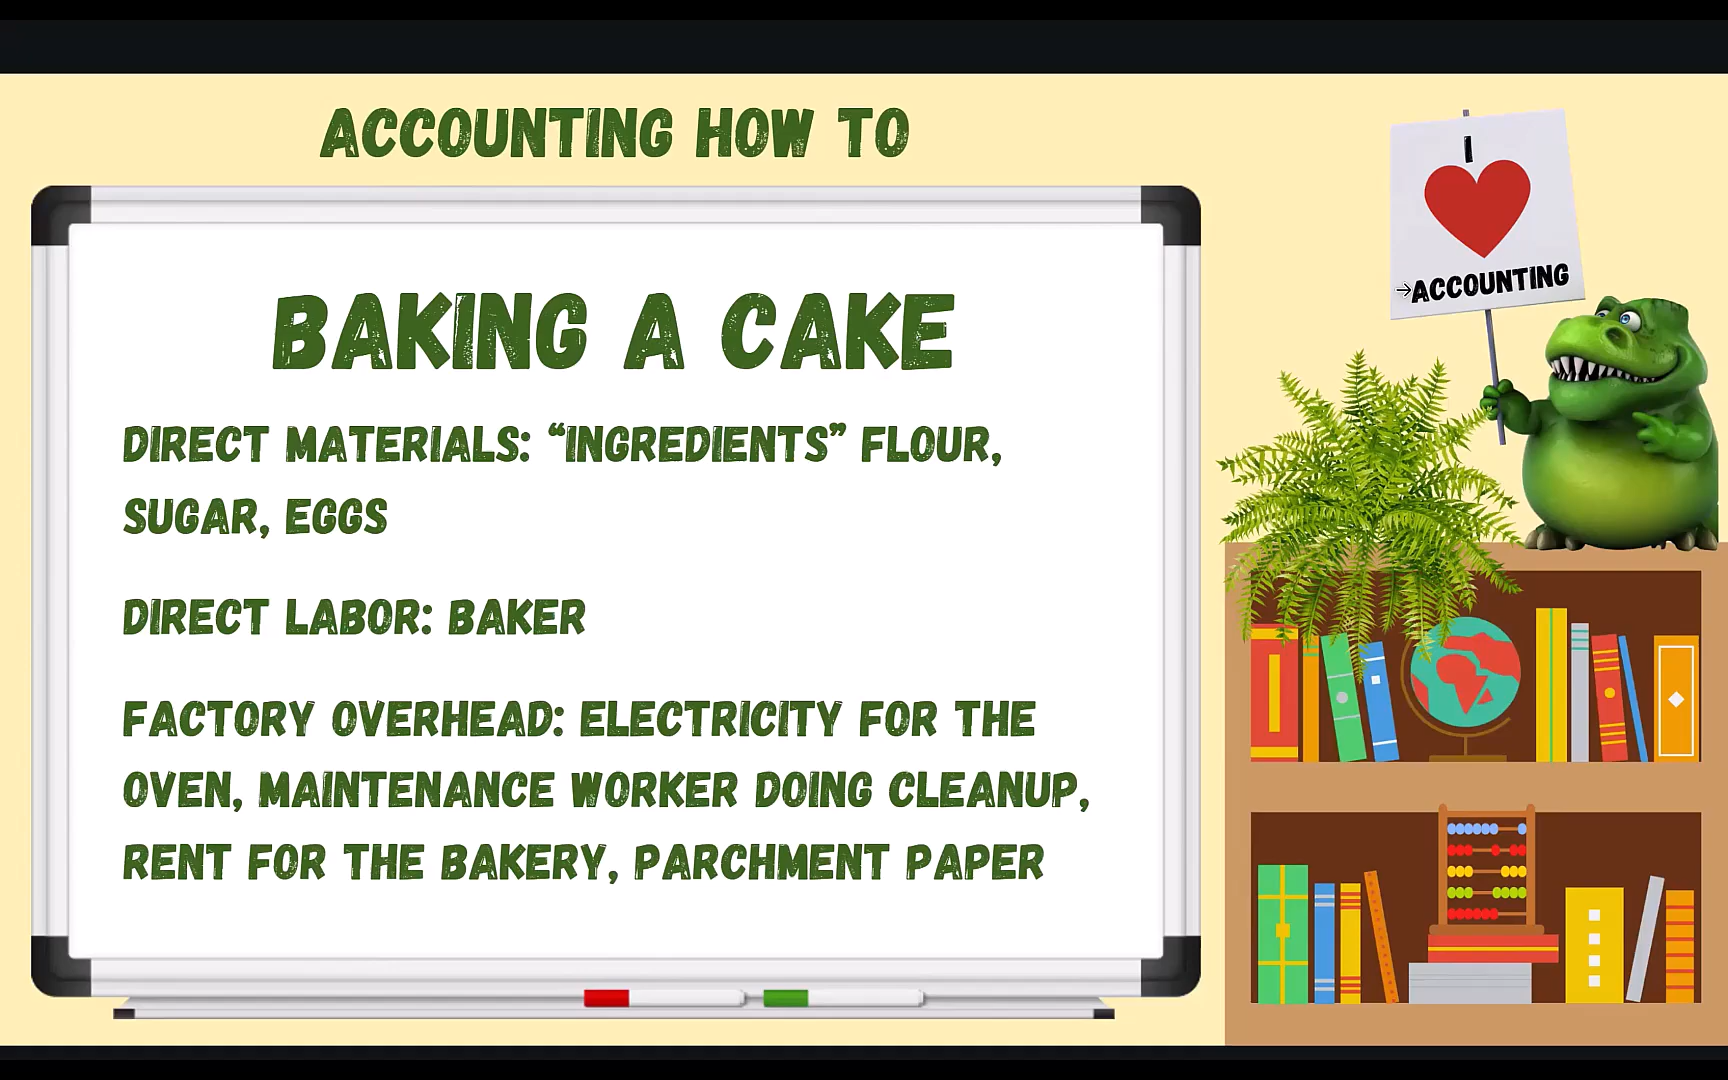 ACCOUNTING HOW TO
I
→ACCOUNTING
BAKING A CAKE
DIRECT MATERIALS: “INGREDIENTS” FLOUR,
SUGAR, EGGS
DIRECT LABOR: BAKER
FACTORY OVERHEAD: ELECTRICITY FOR THE
OVEN, MAINTENANCE WORKER DOING CLEANUP,
RENT FOR THE BAKERY, PARCHMENT PAPER